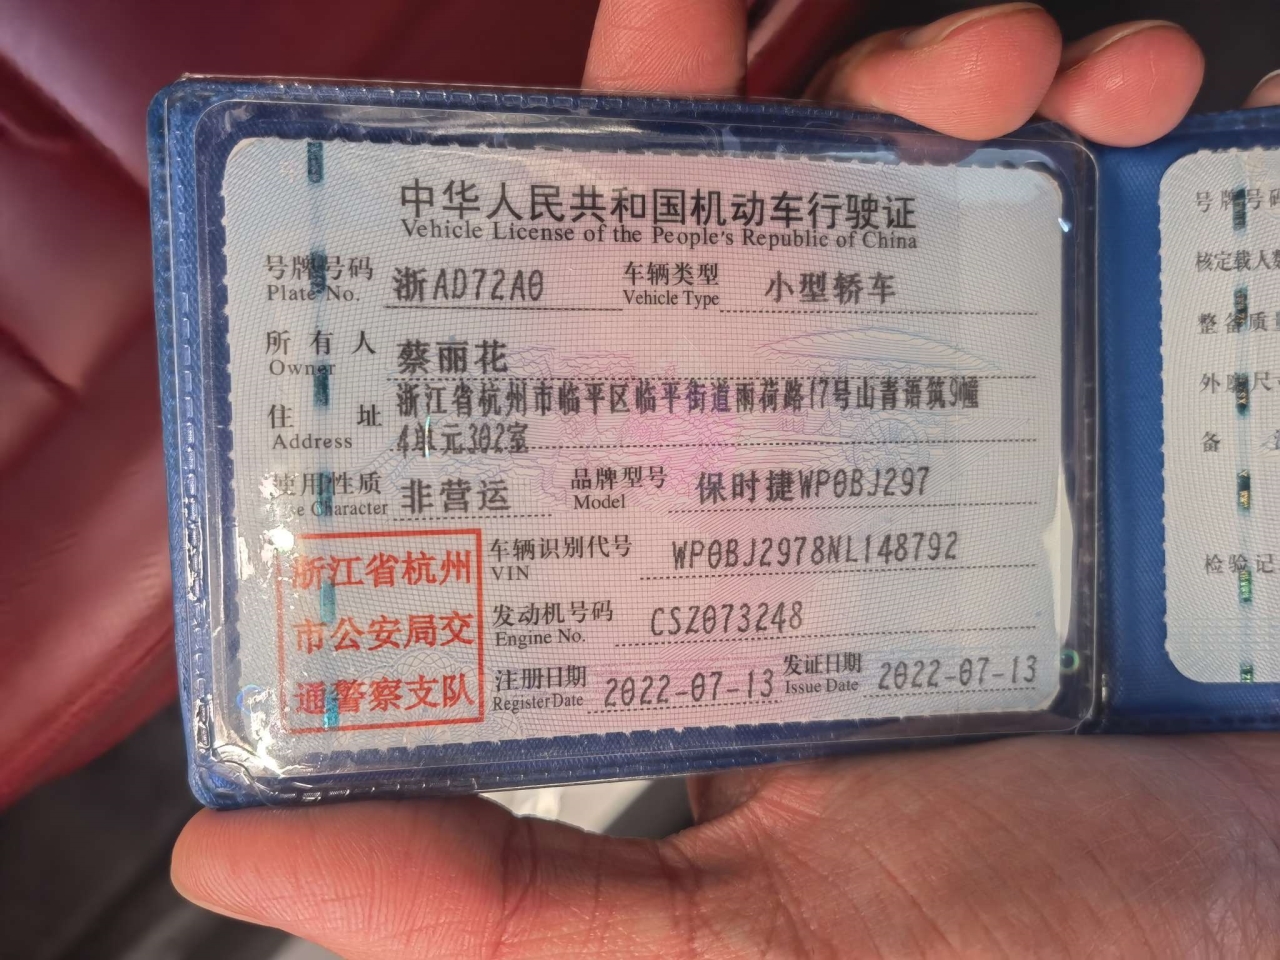 中华人民共和国机动车行驶证
Vehicle License of the People's Republic of China
号牌号码 浙AD72A0 车辆类型 小型轿车
Plate No. Vehicle Type
所有人 蔡丽花
Owner
住址 浙江省杭州市临平区临平街道雨荷路17号山青语筑9幢
Address 4单元302室
使用性质 非营运 品牌型号 保时捷WP0BJ297
Use Character Model
浙江省杭州
市公安局交
通警察支队
车辆识别代号 WP0BJ2978NL148792
VIN
发动机号码 CSZ073248
Engine No.
注册日期 2022-07-13 发证日期 2022-07-13
Register Date Issue Date
号牌号码
核定载人数
整备质量
外廓尺
备
检验记